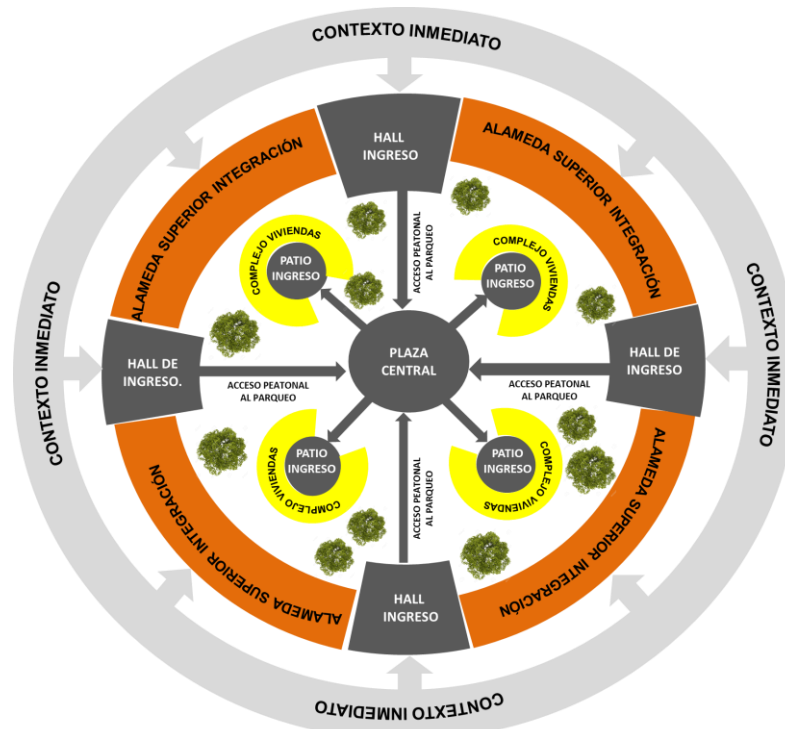 CONTEXTO INMEDIATO
HALL
INGRESO
ALAMEDA SUPERIOR INTEGRACIÓN
ALAMEDA SUPERIOR INTEGRACIÓN
ACCESO PEATONAL
AL PARQUEO
COMPLEJO VIVIENDAS
PATIO
INGRESO
COMPLEJO VIVIENDAS
PATIO
INGRESO
CONTEXTO INMEDIATO
CONTEXTO INMEDIATO
HALL DE
INGRESO.
PLAZA
CENTRAL
HALL DE
INGRESO
ACCESO PEATONAL
AL PARQUEO
ACCESO PEATONAL
AL PARQUEO
PATIO
INGRESO
COMPLEJO VIVIENDAS
PATIO
INGRESO
COMPLEJO VIVIENDAS
ACCESO PEATONAL
AL PARQUEO
ALAMEDA SUPERIOR INTEGRACIÓN
ALAMEDA SUPERIOR INTEGRACIÓN
HALL
INGRESO
CONTEXTO INMEDIATO